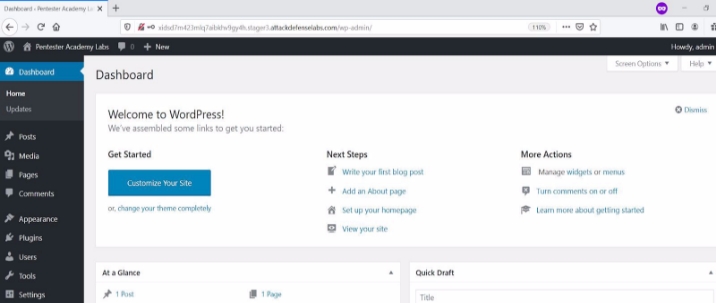 Dashboard ‹ Pentester Academy La
.stager3.attackdefenselabs.com/wp-admin/
110%
Pentester Academy Labs 0 + New Howdy, admin
Dashboard
Home
Updates
Posts
Media
Pages
Comments
Appearance
Plugins
Users
Tools
Settings
Screen Options Help
Dashboard
Welcome to WordPress!
We've assembled some links to get you started:
Dismiss
Get Started
Customize Your Site
or, change your theme completely
Next Steps
Write your first blog post
Add an About page
Set up your homepage
View your site
More Actions
Manage widgets or menus
Turn comments on or off
Learn more about getting started
At a Glance
1 Post 1 Page
Quick Draft
Title